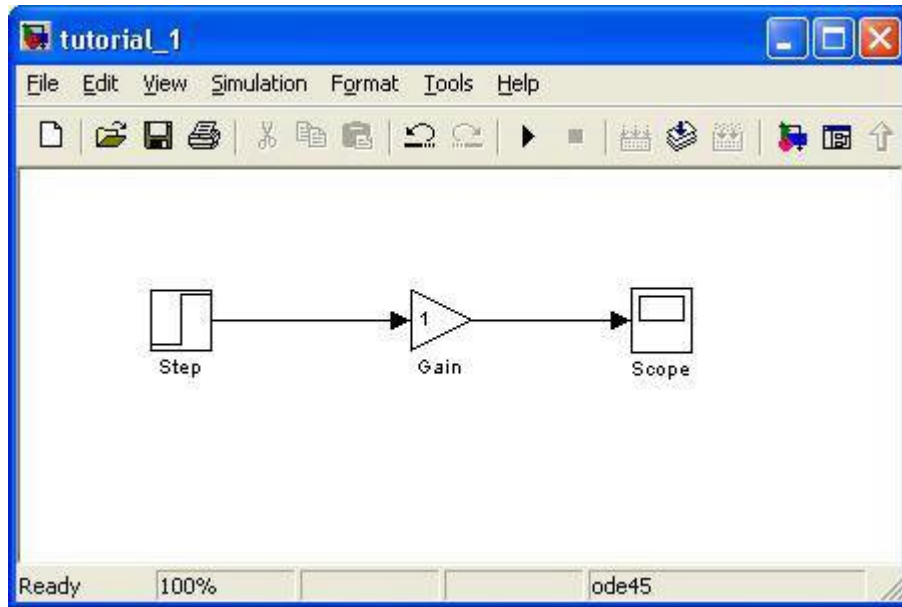 tutorial_1
File Edit View Simulation Format Tools Help
1
Step Gain Scope
Ready 100% ode45